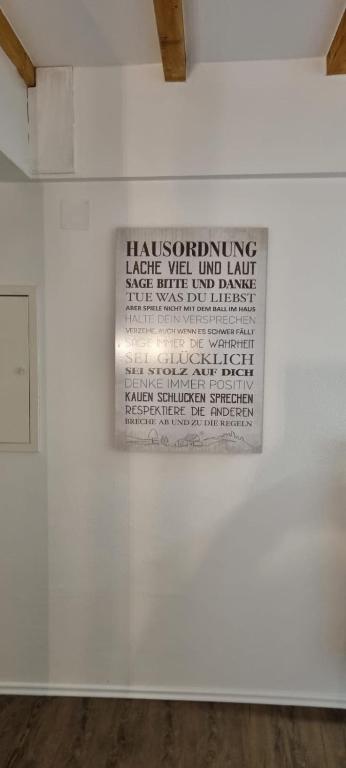 HAUSORDNUNG
LACHE VIEL UND LAUT
SAGE BITTE UND DANKE
TUE WAS DU LIEBST
ABER SPIELE NICHT MIT DEM BALL IM HAUS
HALTE DEIN VERSPRECHEN
VERZEIHE, AUCH WENN ES SCHWER FÄLLT
SAGE IMMER DIE WAHRHEIT
SEI GLÜCKLICH
SEI STOLZ AUF DICH
DENKE IMMER POSITIV
KAUEN SCHLUCKEN SPRECHEN
RESPEKTIERE DIE ANDEREN
BRECHE AB UND ZU DIE REGELN